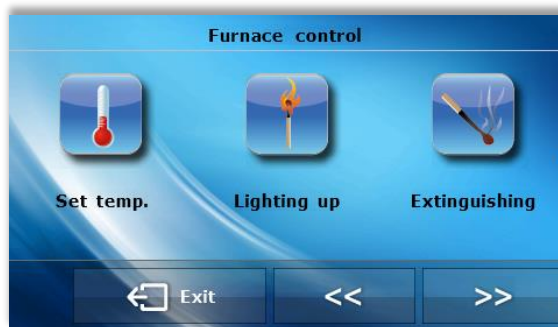 Furnace control
Set temp. Lighting up Extinguishing
Exit << >>